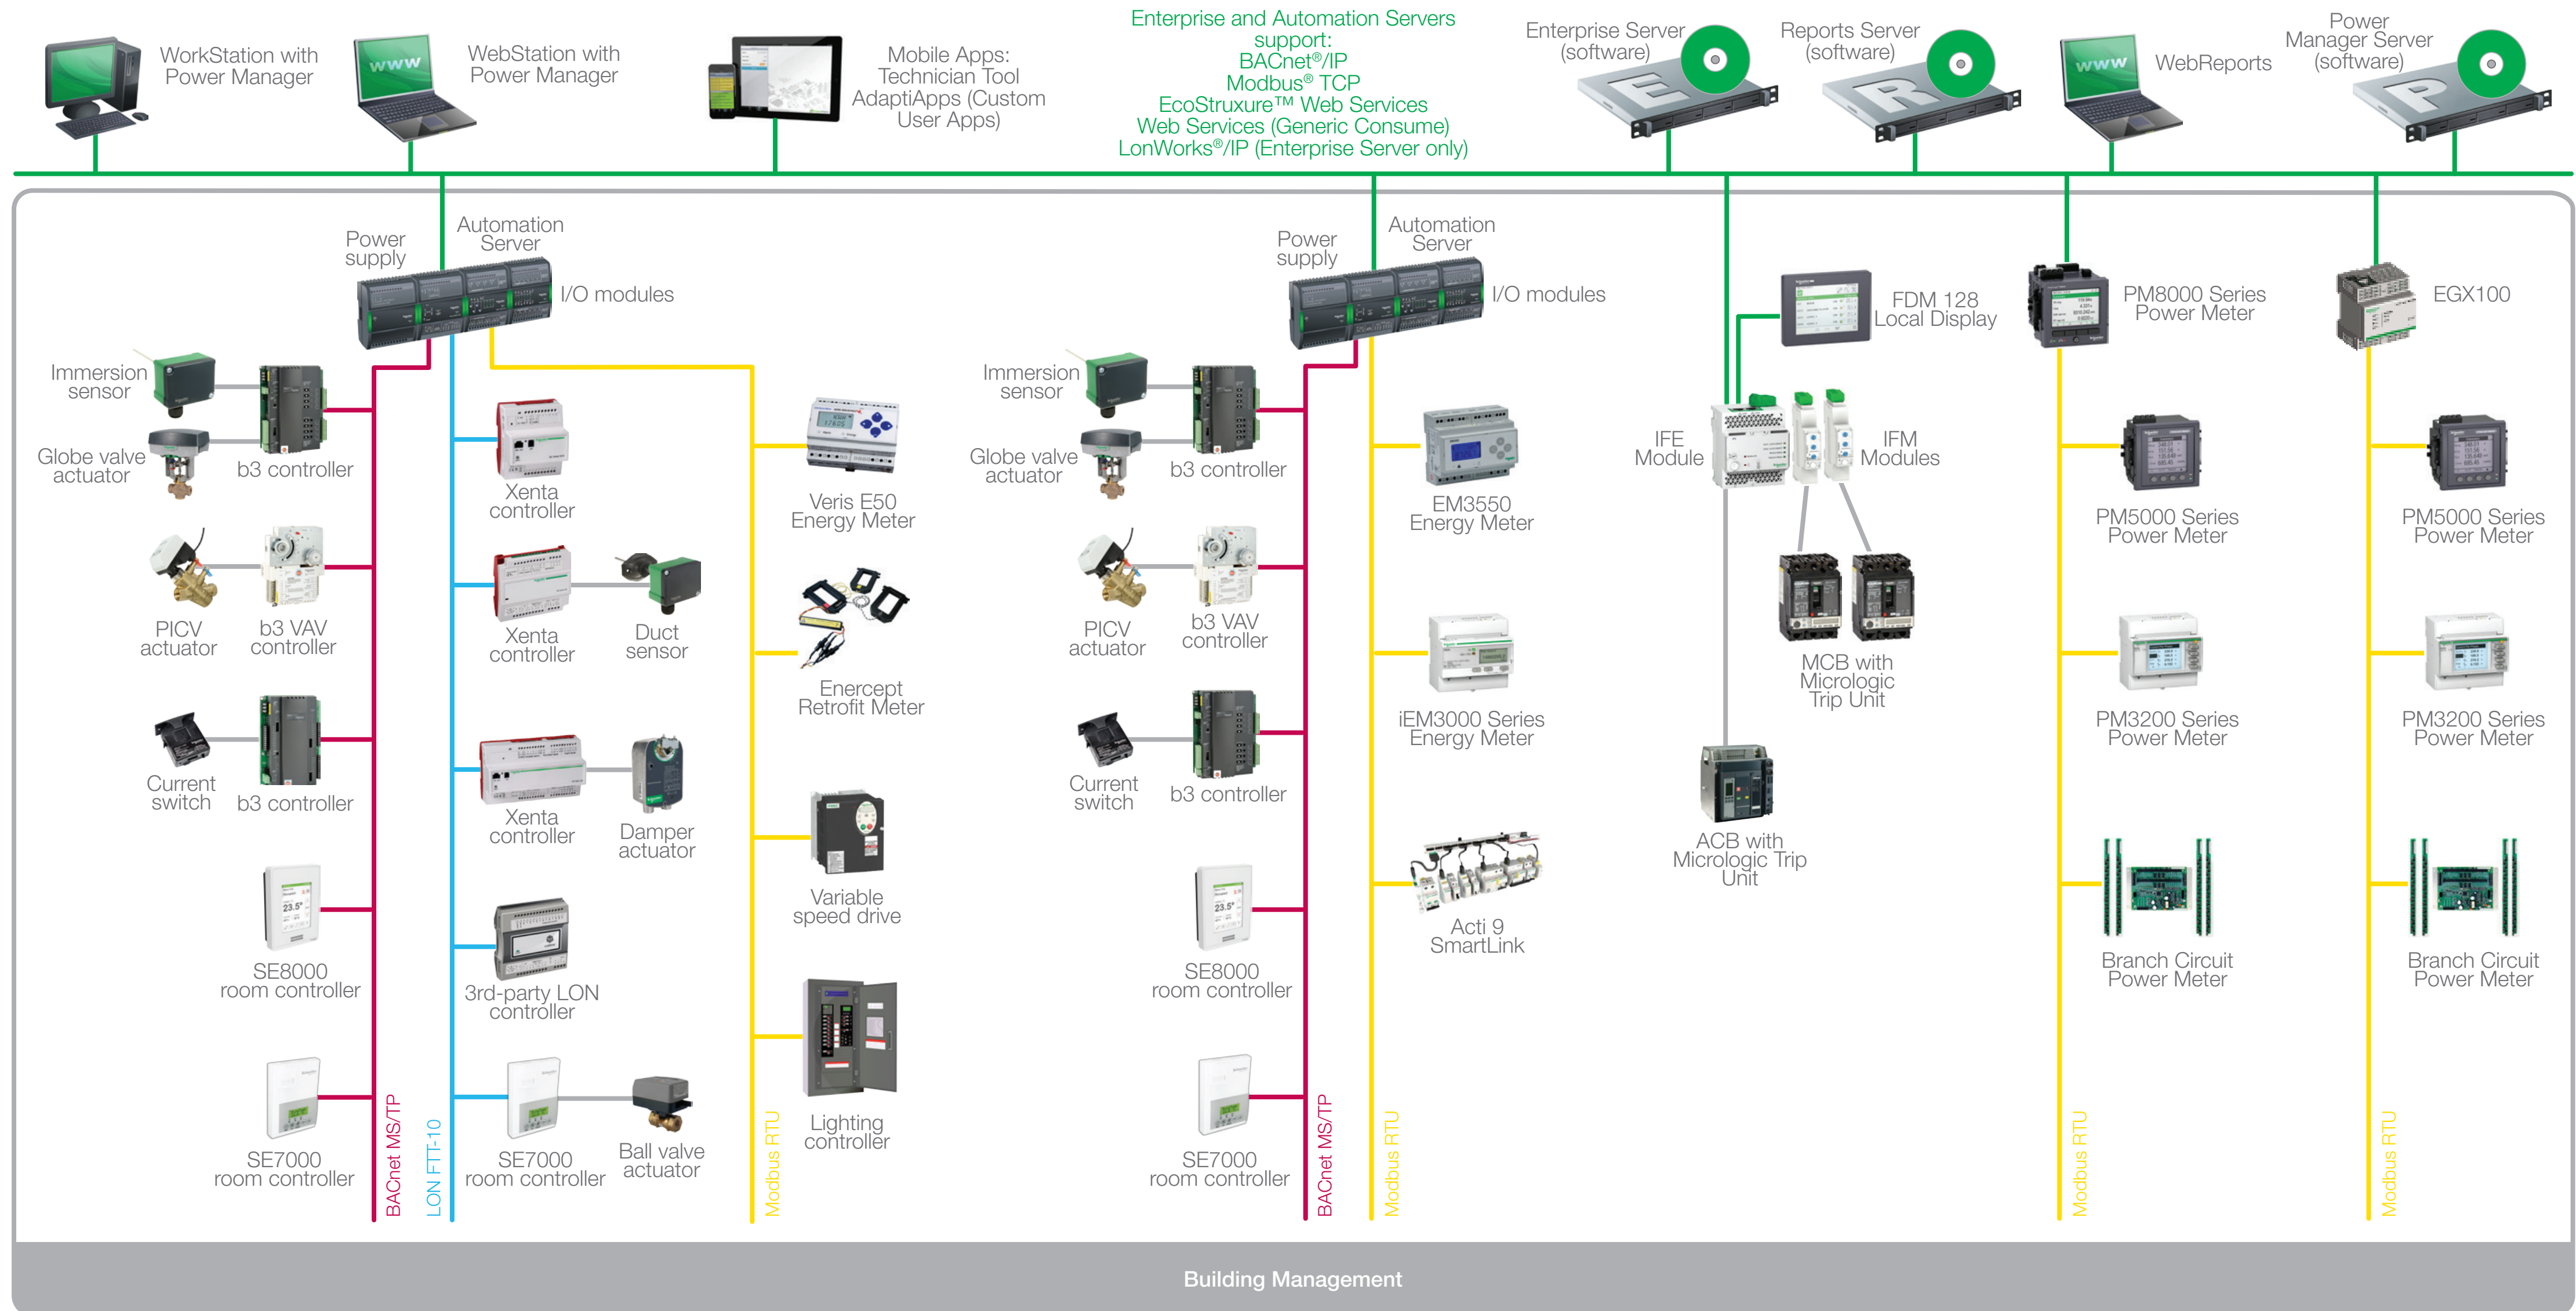 WorkStation with
Power Manager
WebStation with
Power Manager
Mobile Apps:
Technician Tool
AdaptiApps (Custom
User Apps)
Enterprise and Automation Servers
support:
BACnet®/IP
Modbus® TCP
EcoStruxure™ Web Services
Web Services (Generic Consume)
LonWorks®/IP (Enterprise Server only)
Enterprise Server
(software)
Reports Server
(software)
WebReports
Power
Manager Server
(software)
www
www
E
R
P
Power
supply
Automation
Server
I/O modules
Immersion
sensor
Globe valve
actuator
b3 controller
PICV
actuator
b3 VAV
controller
Current
switch
b3 controller
23.5°
SE8000
room controller
SE7000
room controller
BACnet MS/TP
LON FTT-10
Xenta
controller
Xenta
controller
Duct
sensor
Xenta
controller
Damper
actuator
3rd-party LON
controller
SE7000
room controller
Ball valve
actuator
Modbus RTU
Veris E50
Energy Meter
Enercept
Retrofit Meter
Variable
speed drive
Lighting
controller
Power
supply
Automation
Server
I/O modules
Immersion
sensor
Globe valve
actuator
b3 controller
PICV
actuator
b3 VAV
controller
Current
switch
b3 controller
23.5°
SE8000
room controller
SE7000
room controller
BACnet MS/TP
Modbus RTU
EM3550
Energy Meter
iEM3000 Series
Energy Meter
Acti 9
SmartLink
FDM 128
Local Display
IFE
Module
IFM
Modules
MCB with
Micrologic
Trip Unit
ACB with
Micrologic Trip
Unit
PM8000 Series
Power Meter
PM5000 Series
Power Meter
PM3200 Series
Power Meter
Branch Circuit
Power Meter
Modbus RTU
EGX100
PM5000 Series
Power Meter
PM3200 Series
Power Meter
Branch Circuit
Power Meter
Modbus RTU
Building Management